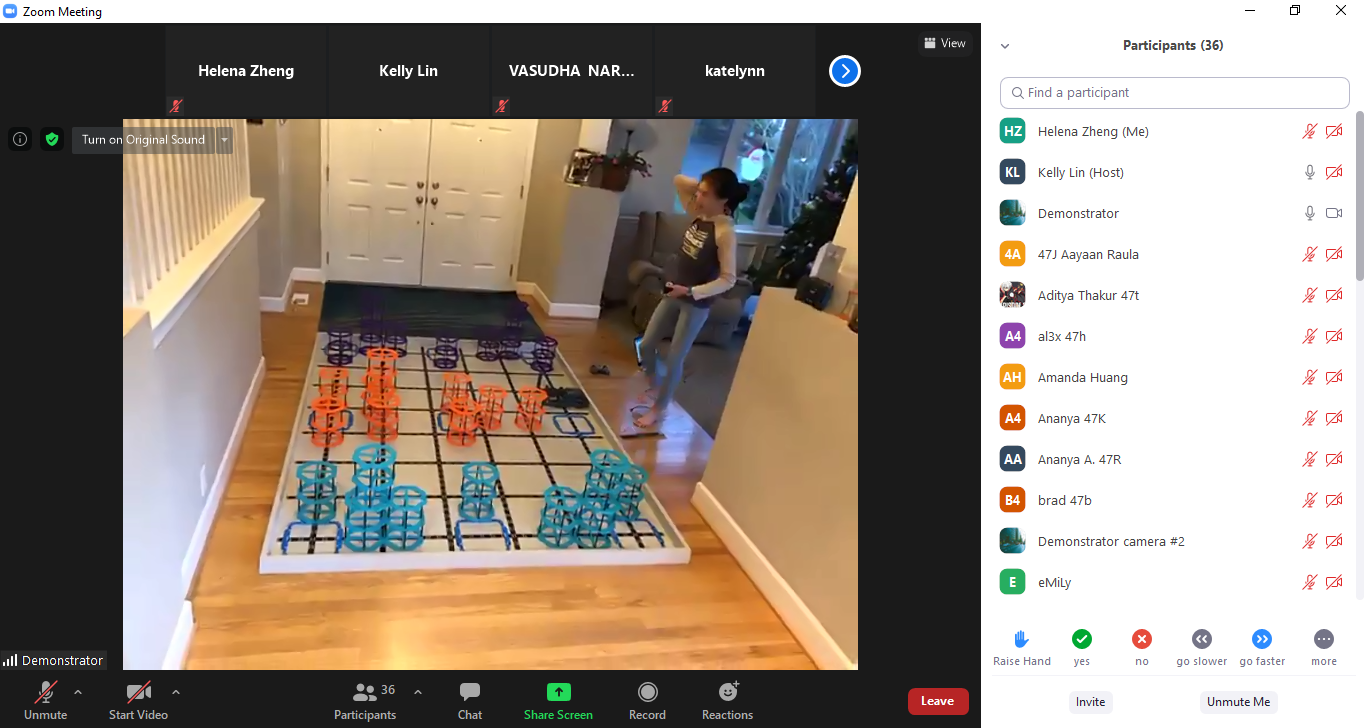 Zoom Meeting
Helena Zheng
Kelly Lin
VASUDHA NAR...
katelynn
View
Turn on Original Sound
Demonstrator
Unmute
Start Video
36
Participants
Chat
Share Screen
Record
Reactions
Leave
Participants (36)
Find a participant
HZ Helena Zheng (Me)
KL Kelly Lin (Host)
Demonstrator
4A 47J Aayaan Raula
Aditya Thakur 47t
A4 al3x 47h
AH Amanda Huang
A4 Ananya 47K
AA Ananya A. 47R
B4 brad 47b
Demonstrator camera #2
E eMiLy
Raise Hand yes no go slower go faster more
Invite Unmute Me